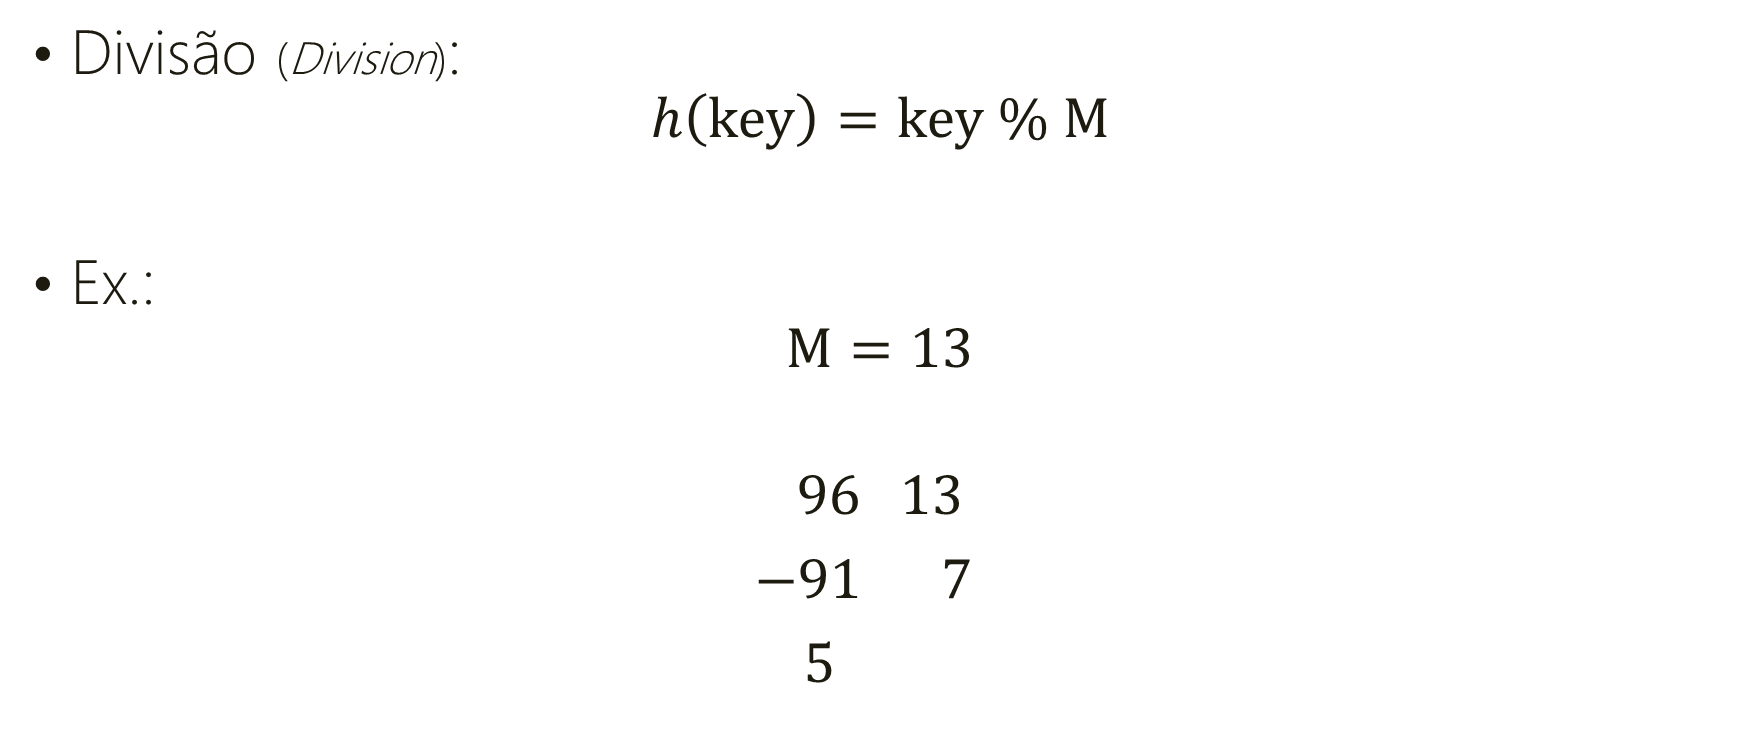 • Divisão (Division):
h(key) = key % M
• Ex.:
M = 13
96 13
−91 7
5